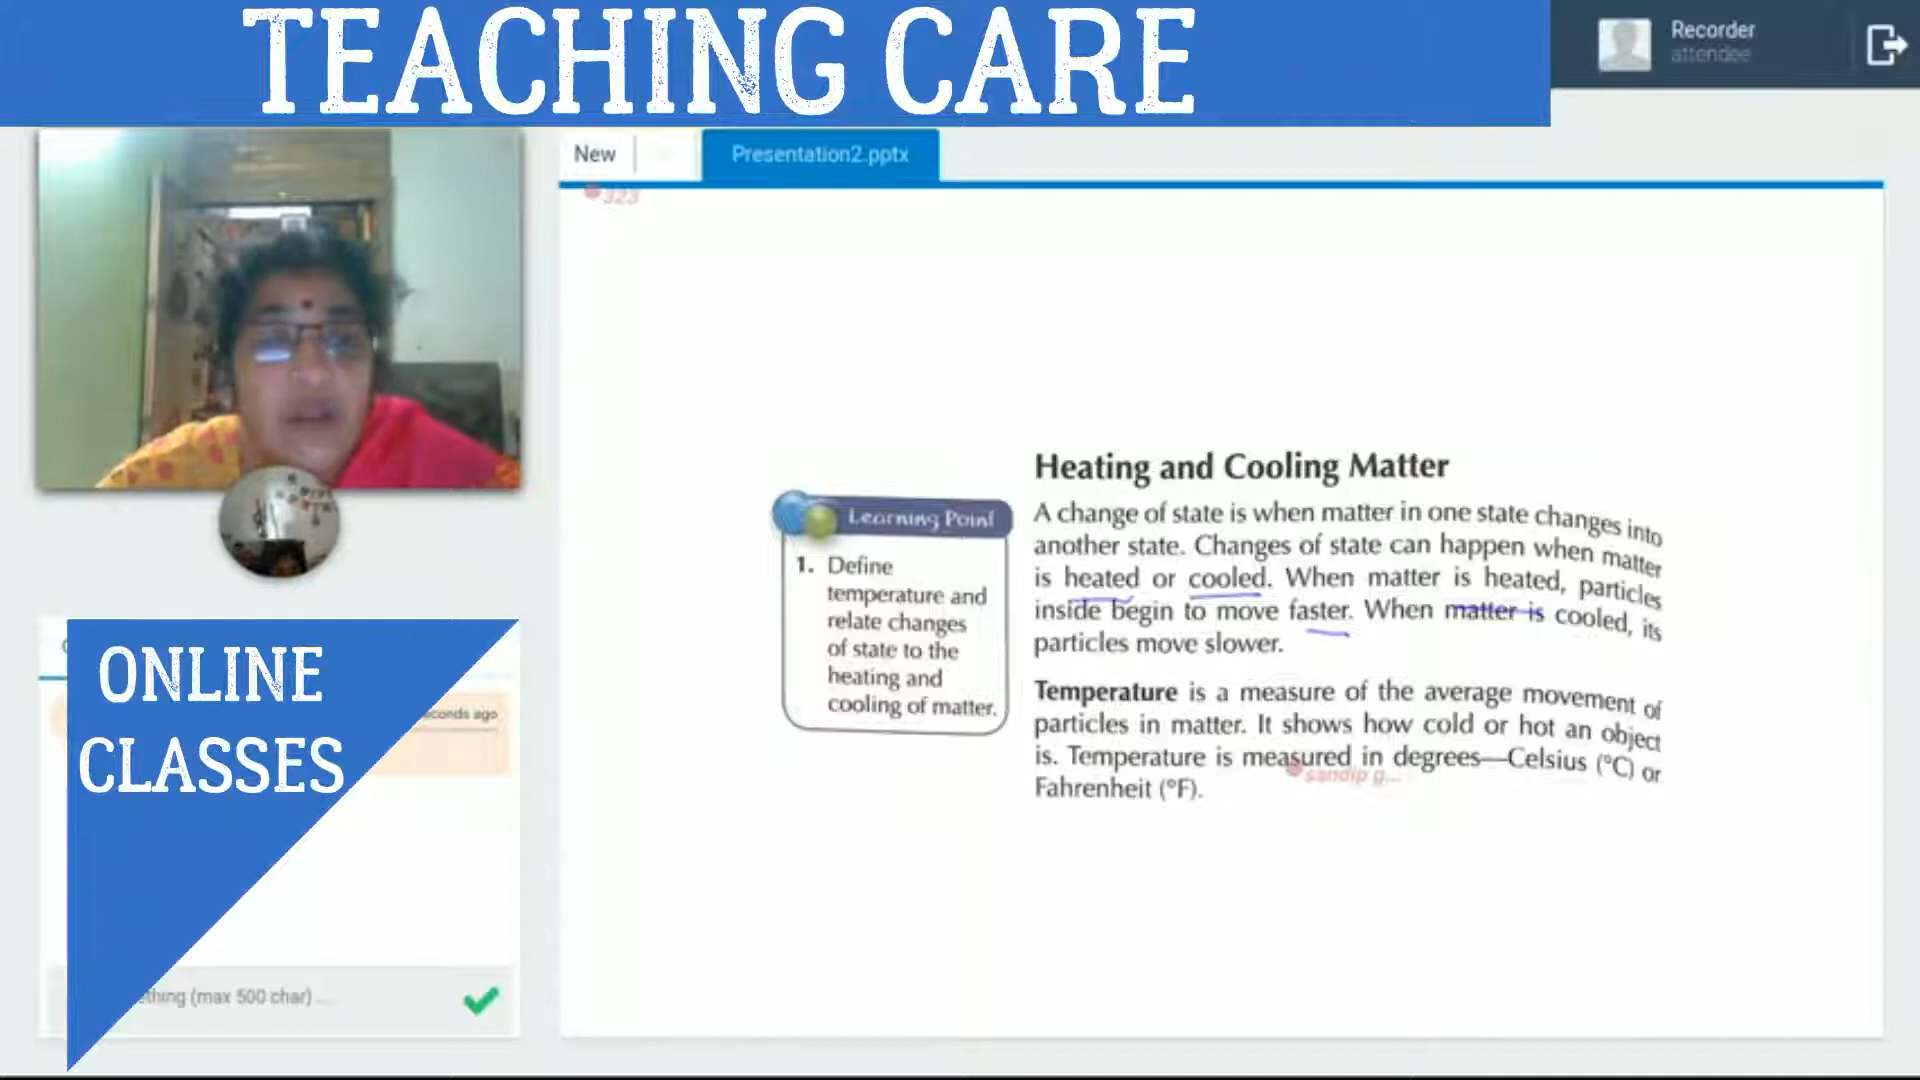 TEACHING CARE
Recorder
attendee
New
Presentation2.pptx
323
Heating and Cooling Matter
A change of state is when matter in one state changes into
another state. Changes of state can happen when matter
is heated or cooled. When matter is heated, particles
inside begin to move faster. When matter is cooled, its
particles move slower.
Learning Point
1. Define
temperature and
relate changes
of state to the
heating and
cooling of matter.
Temperature is a measure of the average movement of
particles in matter. It shows how cold or hot an object
is. Temperature is measured in degrees—Celsius (°C) or
sandip g...
Fahrenheit (°F).
ONLINE
CLASSES
ago
(max 500 char) ...